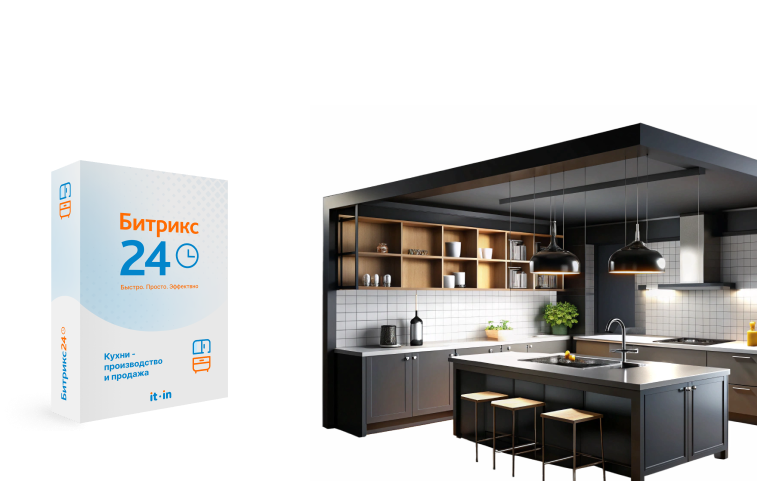 Битрикс
24
Быстро. Просто. Эффективно
Кухни -
производство
и продажа
it·in
Битрикс24